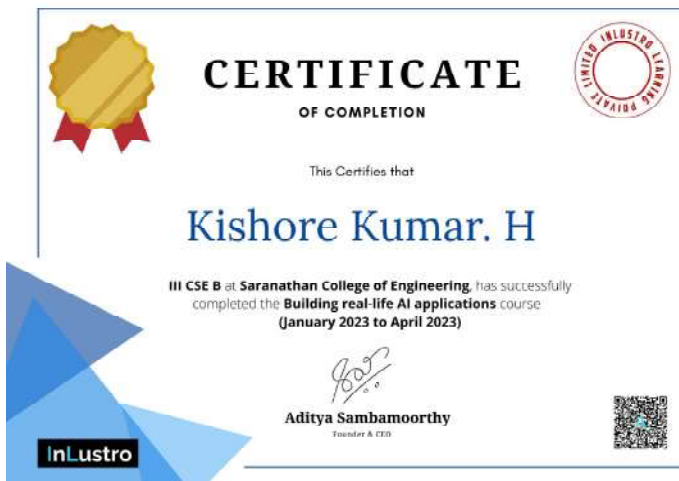 CERTIFICATE
OF COMPLETION
INLUSTRO LEARNING PRIVATE LIMITED
This Certifies that
Kishore Kumar. H
III CSE B at Saranathan College of Engineering, has successfully
completed the Building real-life AI applications course
(January 2023 to April 2023)
Aditya Sambamoorthy
Founder & CEO
InLustro